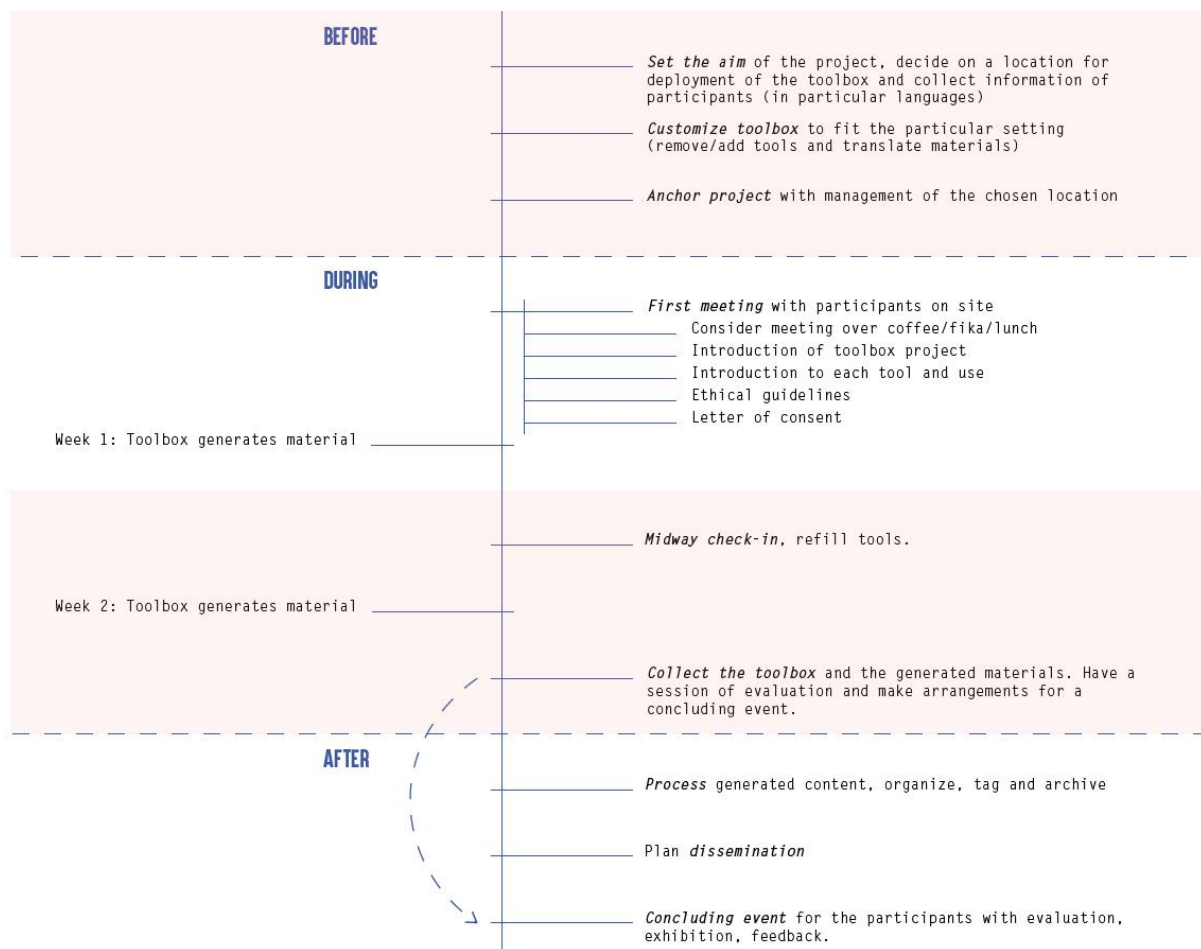 BEFORE
Set the aim of the project, decide on a location for
deployment of the toolbox and collect information of
participants (in particular languages)
Customize toolbox to fit the particular setting
(remove/add tools and translate materials)
Anchor project with management of the chosen location
DURING
First meeting with participants on site
Consider meeting over coffee/fika/lunch
Introduction of toolbox project
Introduction to each tool and use
Ethical guidelines
Letter of consent
Week 1: Toolbox generates material
Midway check-in, refill tools.
Week 2: Toolbox generates material
Collect the toolbox and the generated materials. Have a
session of evaluation and make arrangements for a
concluding event.
AFTER
Process generated content, organize, tag and archive
Plan dissemination
Concluding event for the participants with evaluation,
exhibition, feedback.